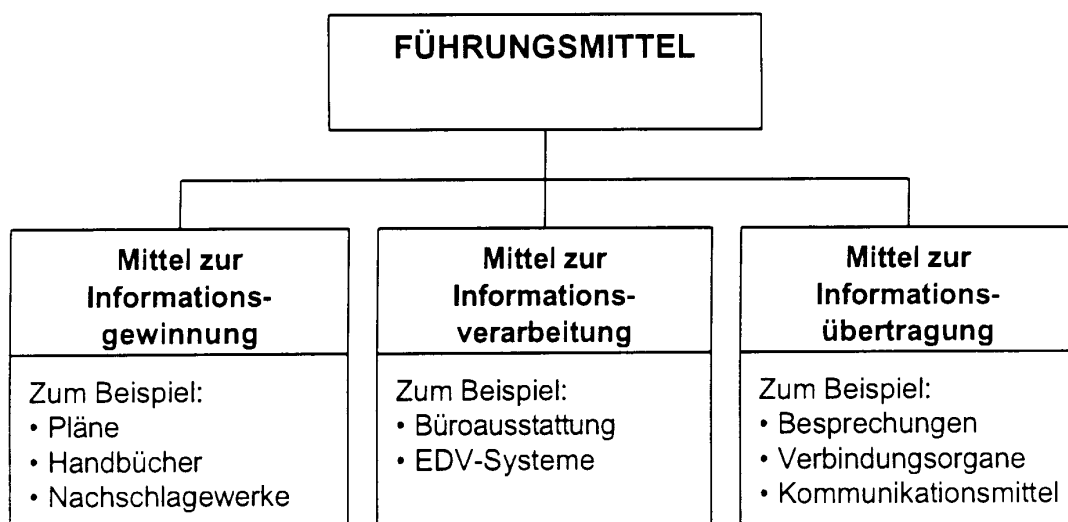 FÜHRUNGSMITTEL
Mittel zur
Informations-
gewinnung
Zum Beispiel:
• Pläne
• Handbücher
• Nachschlagewerke
Mittel zur
Informations-
verarbeitung
Zum Beispiel:
• Büroausstattung
• EDV-Systeme
Mittel zur
Informations-
übertragung
Zum Beispiel:
• Besprechungen
• Verbindungsorgane
• Kommunikationsmittel